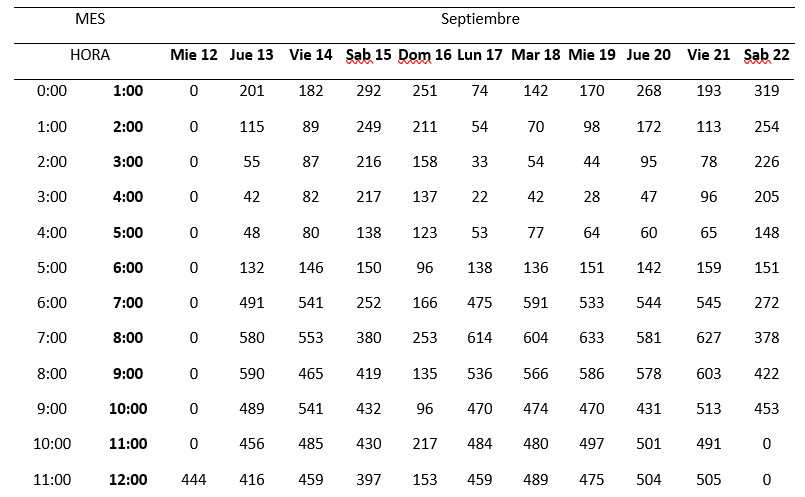 MES Septiembre
HORA Mie 12 Jue 13 Vie 14 Sab 15 Dom 16 Lun 17 Mar 18 Mie 19 Jue 20 Vie 21 Sab 22
0:00 1:00 0 201 182 292 251 74 142 170 268 193 319
1:00 2:00 0 115 89 249 211 54 70 98 172 113 254
2:00 3:00 0 55 87 216 158 33 54 44 95 78 226
3:00 4:00 0 42 82 217 137 22 42 28 47 96 205
4:00 5:00 0 48 80 138 123 53 77 64 60 65 148
5:00 6:00 0 132 146 150 96 138 136 151 142 159 151
6:00 7:00 0 491 541 252 166 475 591 533 544 545 272
7:00 8:00 0 580 553 380 253 614 604 633 581 627 378
8:00 9:00 0 590 465 419 135 536 566 586 578 603 422
9:00 10:00 0 489 541 432 96 470 474 470 431 513 453
10:00 11:00 0 456 485 430 217 484 480 497 501 491 0
11:00 12:00 444 416 459 397 153 459 489 475 504 505 0